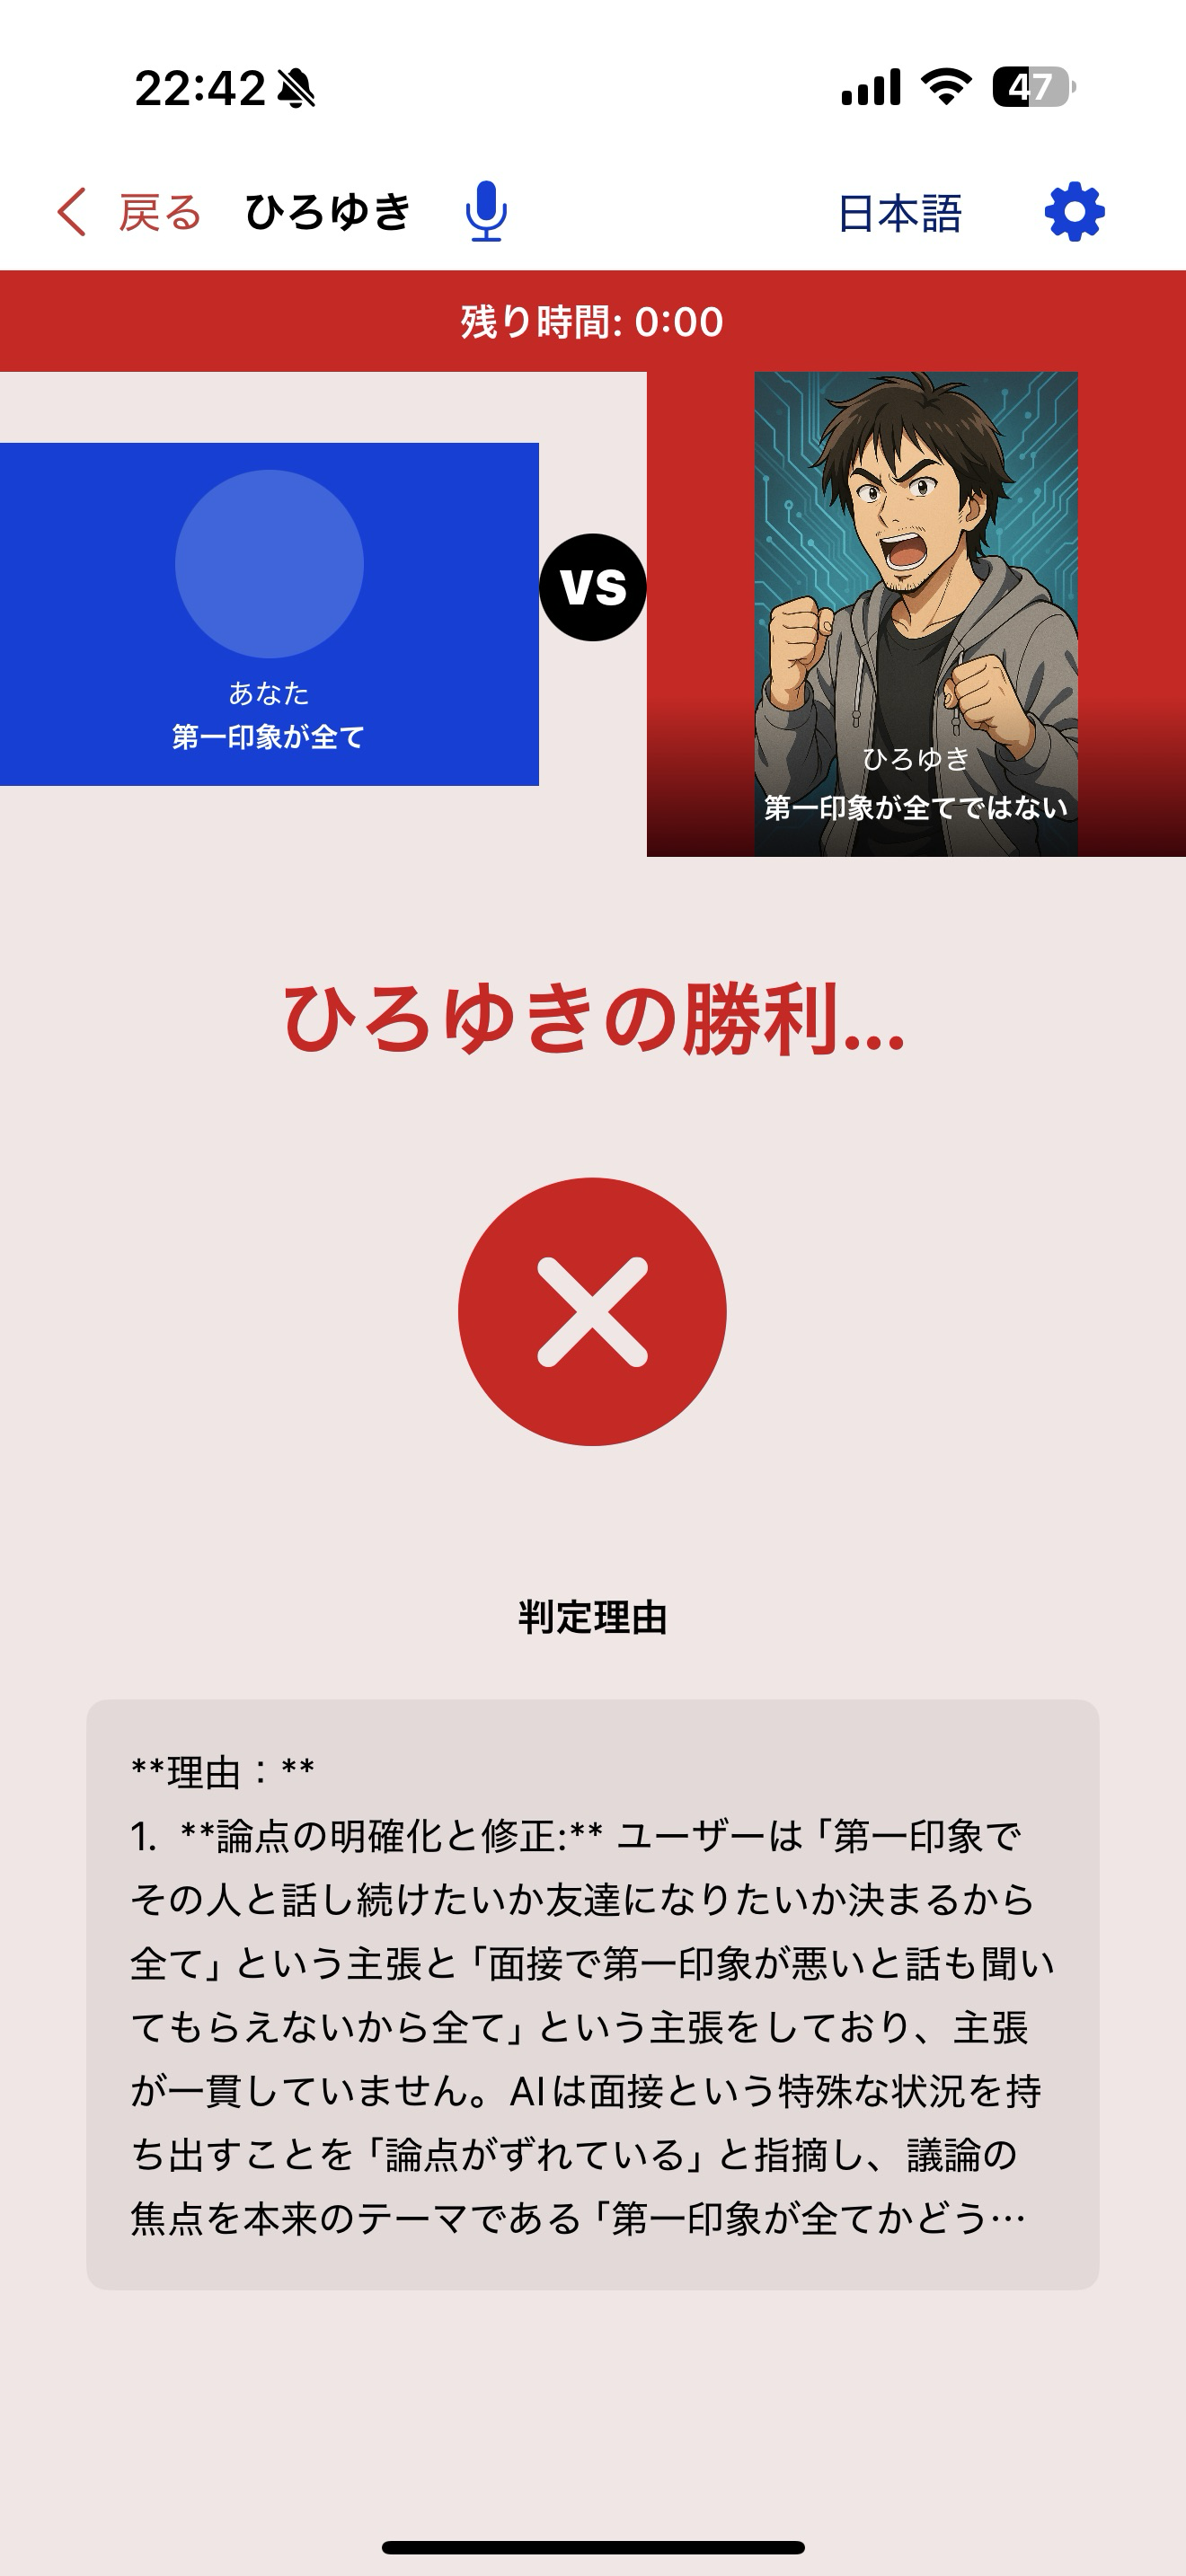 22:42
47
戻る ひろゆき 日本語
残り時間: 0:00
あなた
第一印象が全て
VS
ひろゆき
第一印象が全てではない
ひろゆきの勝利...
判定理由
**理由：**
1. **論点の明確化と修正:** ユーザーは「第一印象で
その人と話し続けたいか友達になりたいか決まるから
全て」という主張と「面接で第一印象が悪いと話も聞い
てもらえないから全て」という主張をしており、主張
が一貫していません。AIは面接という特殊な状況を持
ち出すことを「論点がずれている」と指摘し、議論の
焦点を本来のテーマである「第一印象が全てかどう…